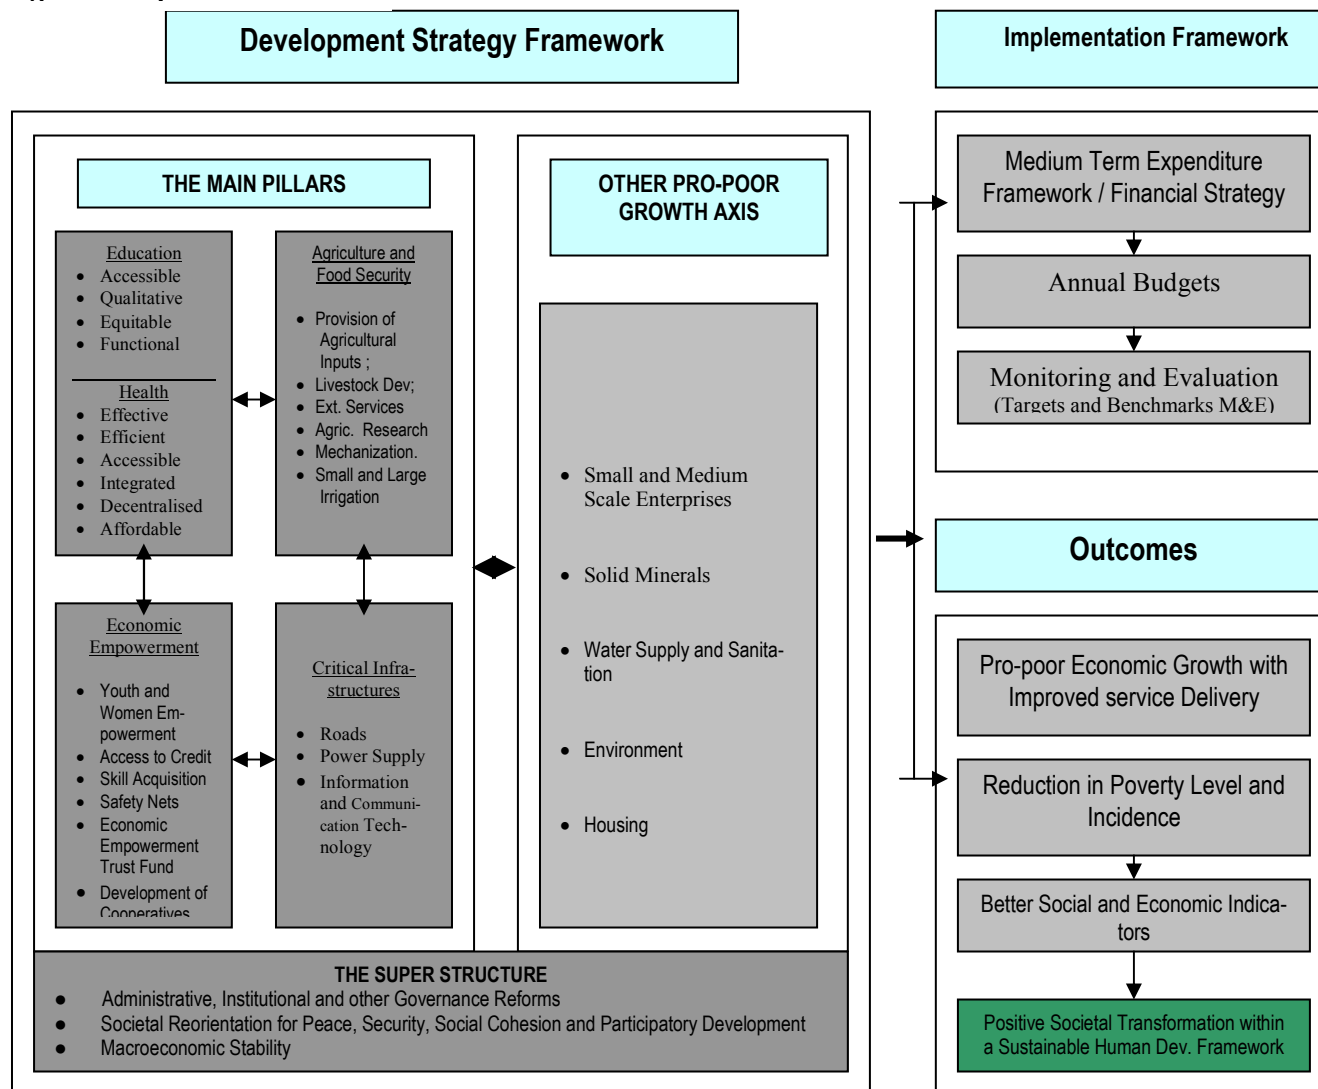 Development Strategy Framework
THE MAIN PILLARS
Education
• Accessible
• Qualitative
• Equitable
• Functional
Health
• Effective
• Efficient
• Accessible
• Integrated
• Decentralised
• Affordable
Agriculture and
Food Security
• Provision of
Agricultural
Inputs ;
• Livestock Dev;
• Ext. Services
• Agric. Research
• Mechanization.
• Small and Large
Irrigation
Economic
Empowerment
• Youth and
Women Em-
powerment
• Access to Credit
• Skill Acquisition
• Safety Nets
• Economic
Empowerment
Trust Fund
• Development of
Cooperatives
Critical Infra-
structures
• Roads
• Power Supply
• Information
and Communi-
cation Tech-
nology
OTHER PRO-POOR
GROWTH AXIS
• Small and Medium
Scale Enterprises
• Solid Minerals
• Water Supply and Sanita-
tion
• Environment
• Housing
THE SUPER STRUCTURE
● Administrative, Institutional and other Governance Reforms
● Societal Reorientation for Peace, Security, Social Cohesion and Participatory Development
● Macroeconomic Stability
Implementation Framework
Medium Term Expenditure
Framework / Financial Strategy
Annual Budgets
Monitoring and Evaluation
(Targets and Benchmarks M&E)
Outcomes
Pro-poor Economic Growth with
Improved service Delivery
Reduction in Poverty Level and
Incidence
Better Social and Economic Indica-
tors
Positive Societal Transformation within
a Sustainable Human Dev. Framework